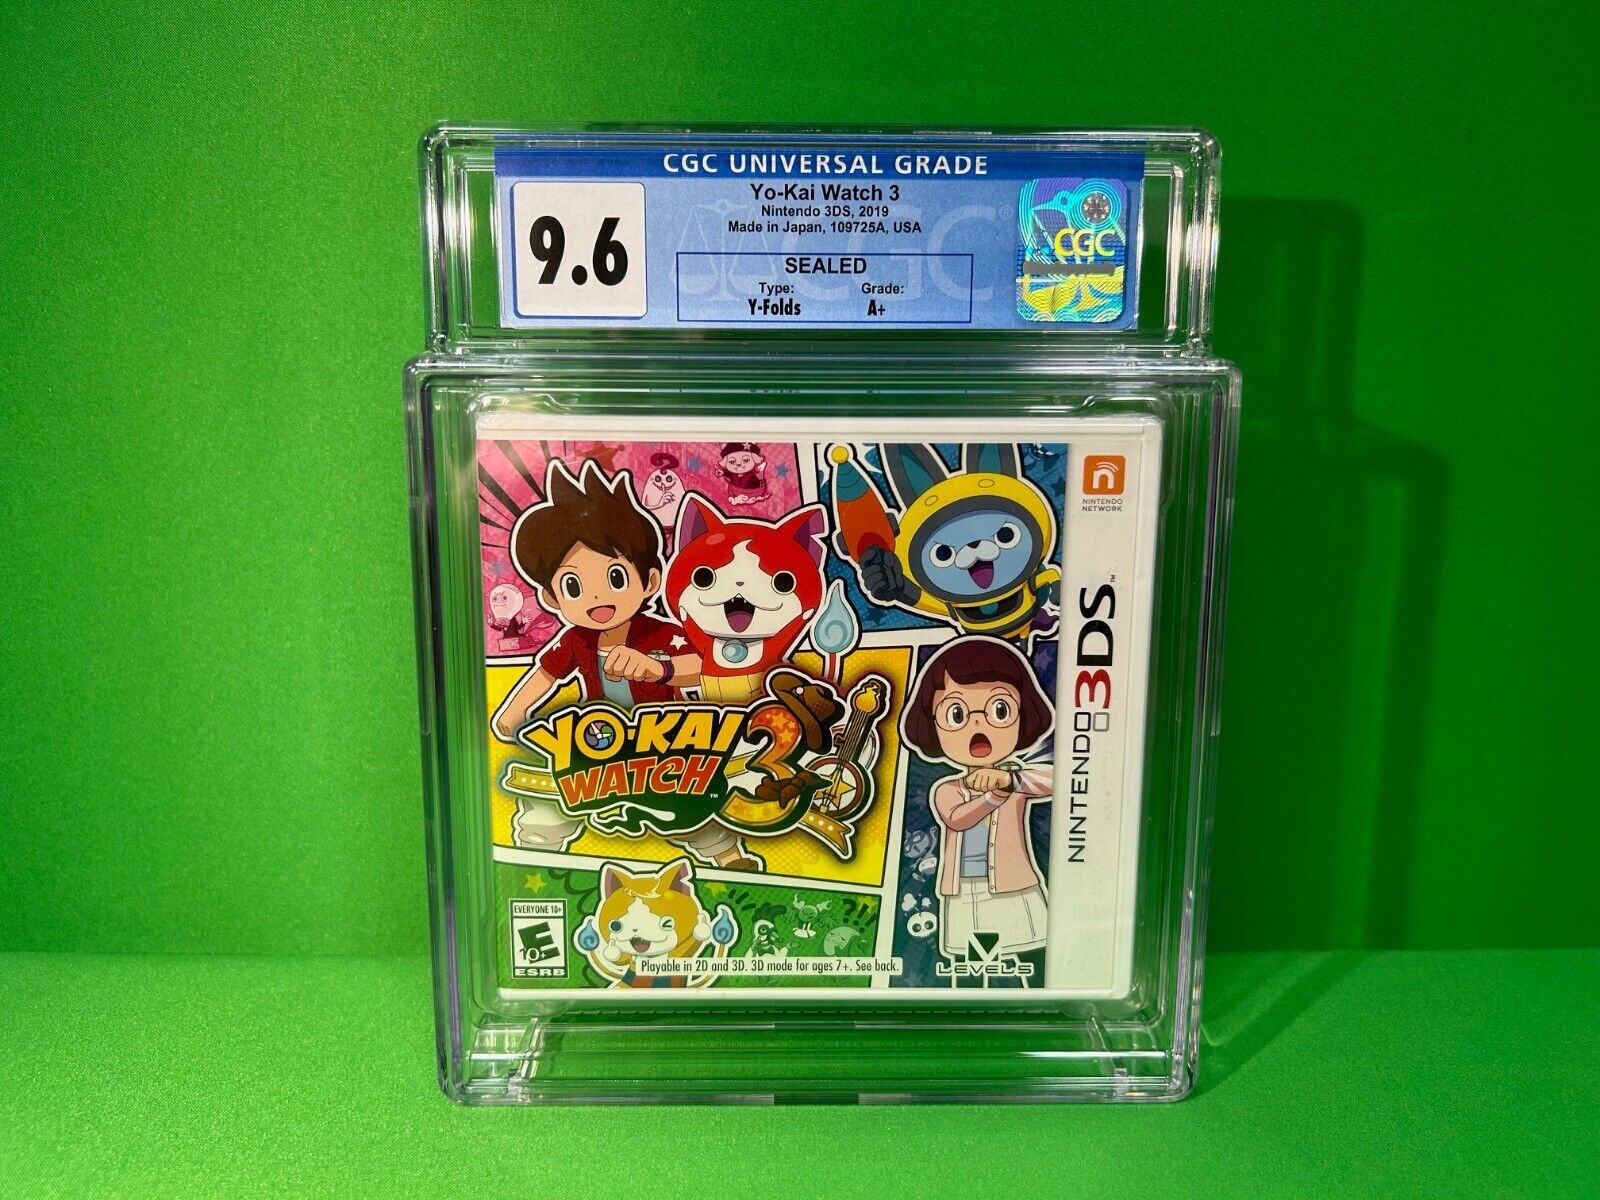 CGC UNIVERSAL GRADE
9.6
Yo-Kai Watch 3
Nintendo 3DS, 2019
Made in Japan, 109725A, USA
SEALED
Type: Grade:
Y-Folds A+
CGC
CGC®
NINTENDO
NETWORK
NINTENDO 3DS™
YO-KAI
WATCH™ 3
?!!
EVERYONE 10+
E
10+
ESRB
Playable in 2D and 3D. 3D mode for ages 7+. See back.
LEVEL5